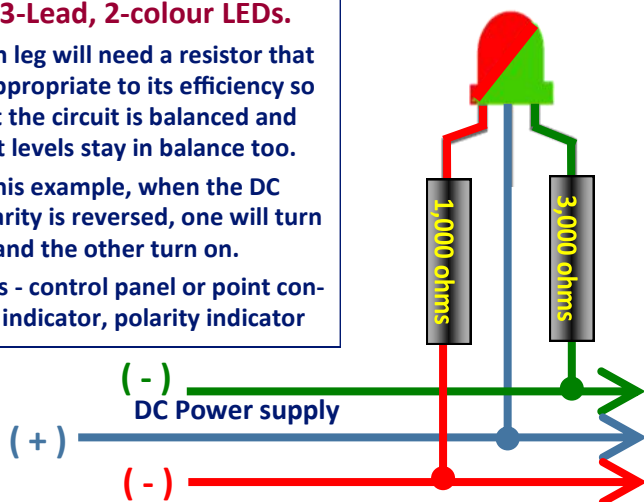 3-Lead, 2-colour LEDs.
leg will need a resistor that
appropriate to its efficiency so
the circuit is balanced and
levels stay in balance too.
his example, when the DC
arity is reversed, one will turn
and the other turn on.
s - control panel or point con-
indicator, polarity indicator
1,000 ohms
3,000 ohms
( - )
DC Power supply
( + )
( - )